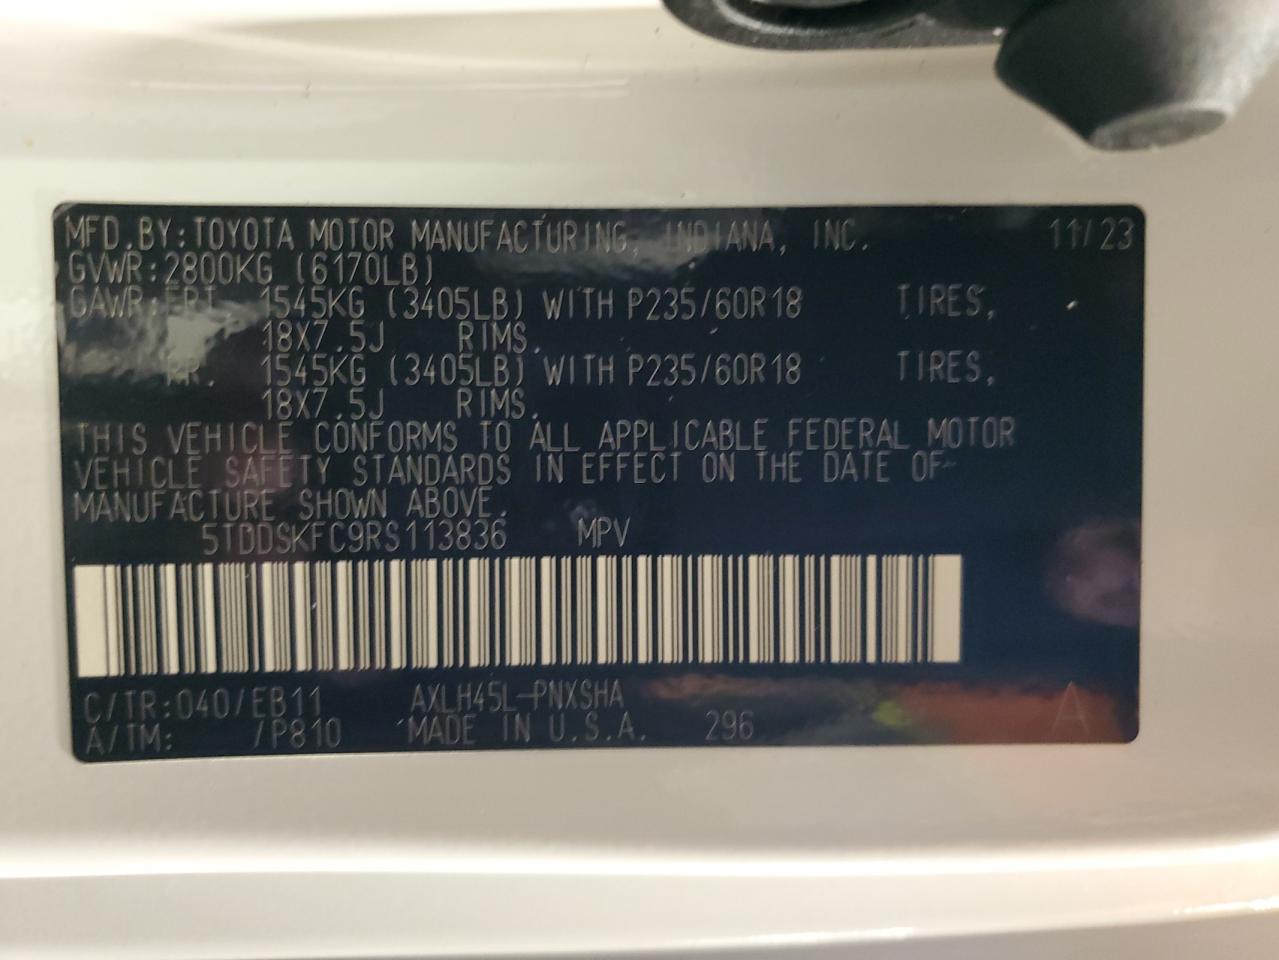 MFD.BY:TOYOTA MOTOR MANUFACTURING, INDIANA, INC. 11/23
GVWR:2800KG (6170LB)
GAWR:FRT. 1545KG (3405LB) WITH P235/60R18 TIRES,
18X7.5J RIMS.
RR. 1545KG (3405LB) WITH P235/60R18 TIRES,
18X7.5J RIMS.
THIS VEHICLE CONFORMS TO ALL APPLICABLE FEDERAL MOTOR
VEHICLE SAFETY STANDARDS IN EFFECT ON THE DATE OF
MANUFACTURE SHOWN ABOVE.
5TDDSKFC9RS113836 MPV
C/TR:040/EB11 AXLH45L-PNXSHA
A/TM: /P810 MADE IN U.S.A. 296 A